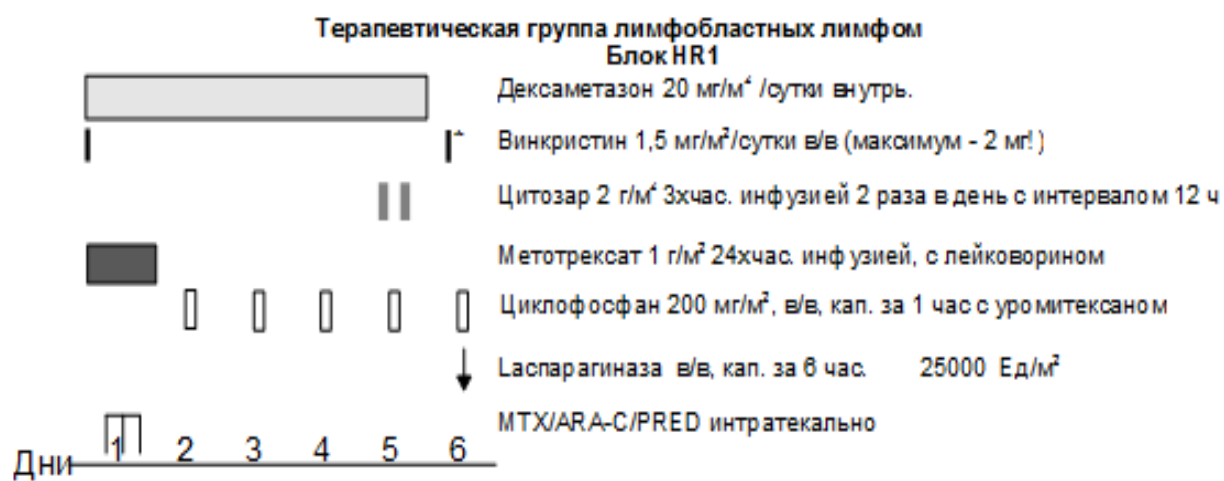 Терапевтическая группа лимфобластных лимфом
Блок HR1
Дексаметазон 20 мг/м² /сутки внутрь.
Винкристин 1,5 мг/м²/сутки в/в (максимум - 2 мг!)
Цитозар 2 г/м² 3хчас. инфузией 2 раза в день с интервалом 12 ч
Метотрексат 1 г/м² 24хчас. инфузией, с лейковорином
Циклофосфан 200 мг/м², в/в, кап. за 1 час с уромитексаном
Lаспарагиназа в/в, кап. за 6 час. 25000 Ед/м²
MTX/ARA-C/PRED интратекально
Дни 1 2 3 4 5 6